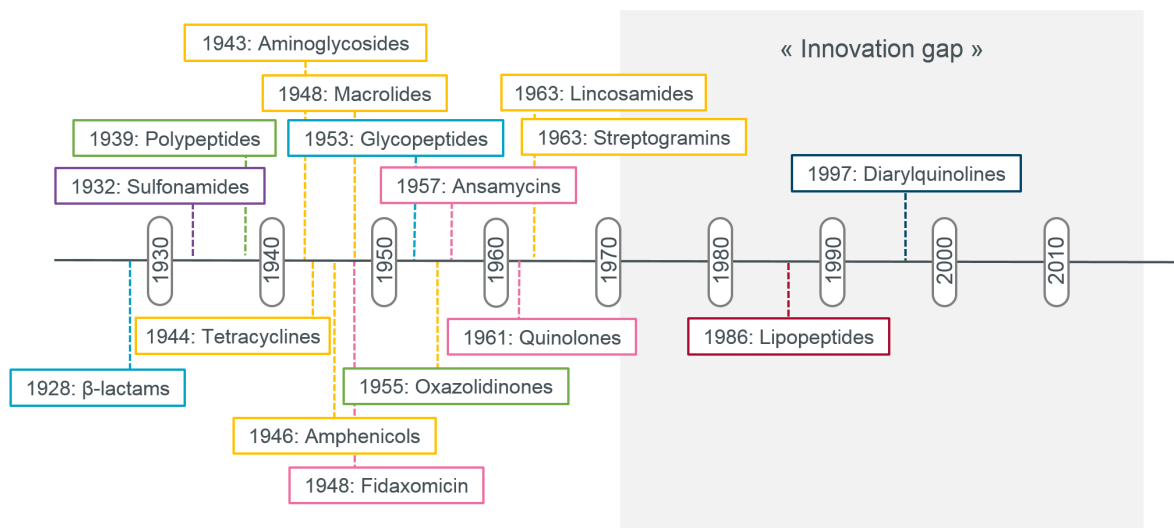 1943: Aminoglycosides
« Innovation gap »
1948: Macrolides
1963: Lincosamides
1939: Polypeptides
1953: Glycopeptides
1963: Streptogramins
1932: Sulfonamides
1957: Ansamycins
1997: Diarylquinolines
1930
1940
1950
1960
1970
1980
1990
2000
2010
1944: Tetracyclines
1961: Quinolones
1986: Lipopeptides
1928: β-lactams
1955: Oxazolidinones
1946: Amphenicols
1948: Fidaxomicin